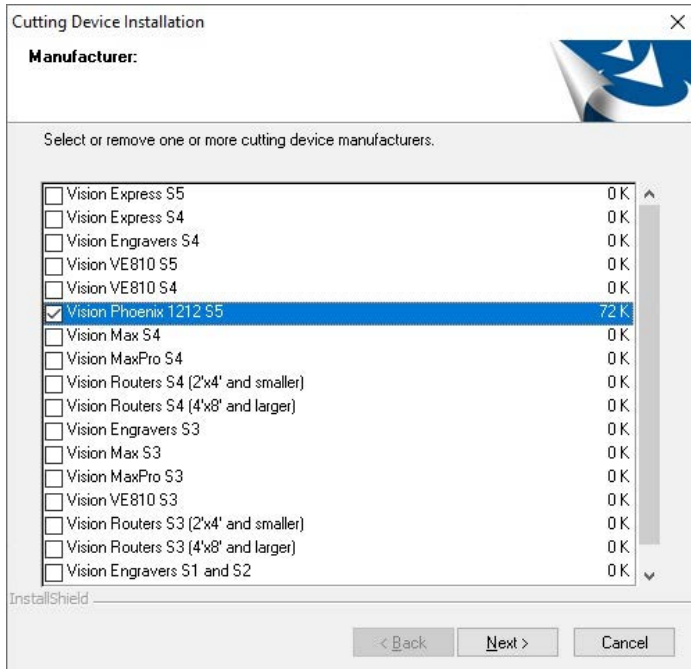 Cutting Device Installation
Manufacturer:
Select or remove one or more cutting device manufacturers.
Vision Express S5 0 K
Vision Express S4 0 K
Vision Engravers S4 0 K
Vision VE810 S5 0 K
Vision VE810 S4 0 K
Vision Phoenix 1212 S5 72 K
Vision Max S4 0 K
Vision MaxPro S4 0 K
Vision Routers S4 (2'x4' and smaller) 0 K
Vision Routers S4 (4'x8' and larger) 0 K
Vision Engravers S3 0 K
Vision Max S3 0 K
Vision MaxPro S3 0 K
Vision VE810 S3 0 K
Vision Routers S3 (2'x4' and smaller) 0 K
Vision Routers S3 (4'x8' and larger) 0 K
Vision Engravers S1 and S2 0 K
InstallShield
< Back Next > Cancel